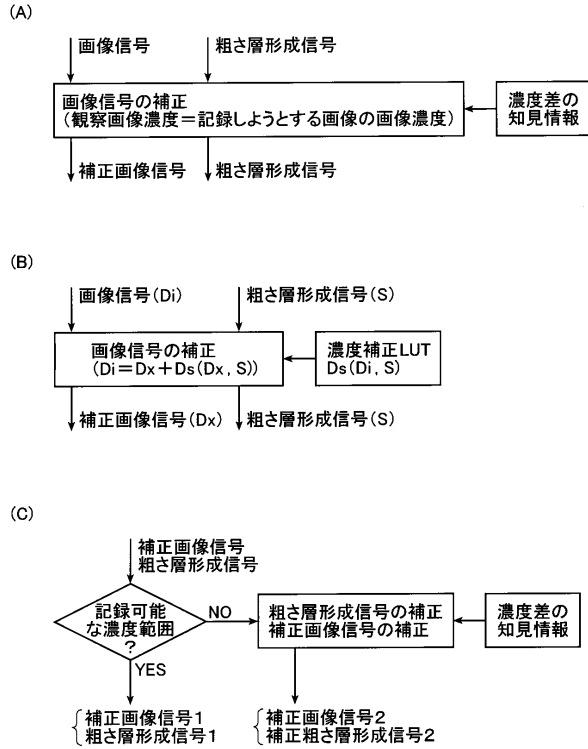 (A)
画像信号
粗さ層形成信号
画像信号の補正
(観察画像濃度=記録しようとする画像の画像濃度)
濃度差の
知見情報
補正画像信号
粗さ層形成信号
(B)
画像信号(Di)
粗さ層形成信号(S)
画像信号の補正
(Di=Dx+Ds(Dx, S))
濃度補正LUT
Ds(Di, S)
補正画像信号(Dx)
粗さ層形成信号(S)
(C)
補正画像信号
粗さ層形成信号
記録可能
な濃度範囲
?
NO
粗さ層形成信号の補正
補正画像信号の補正
濃度差の
知見情報
YES
補正画像信号1
粗さ層形成信号1
補正画像信号2
補正粗さ層形成信号2